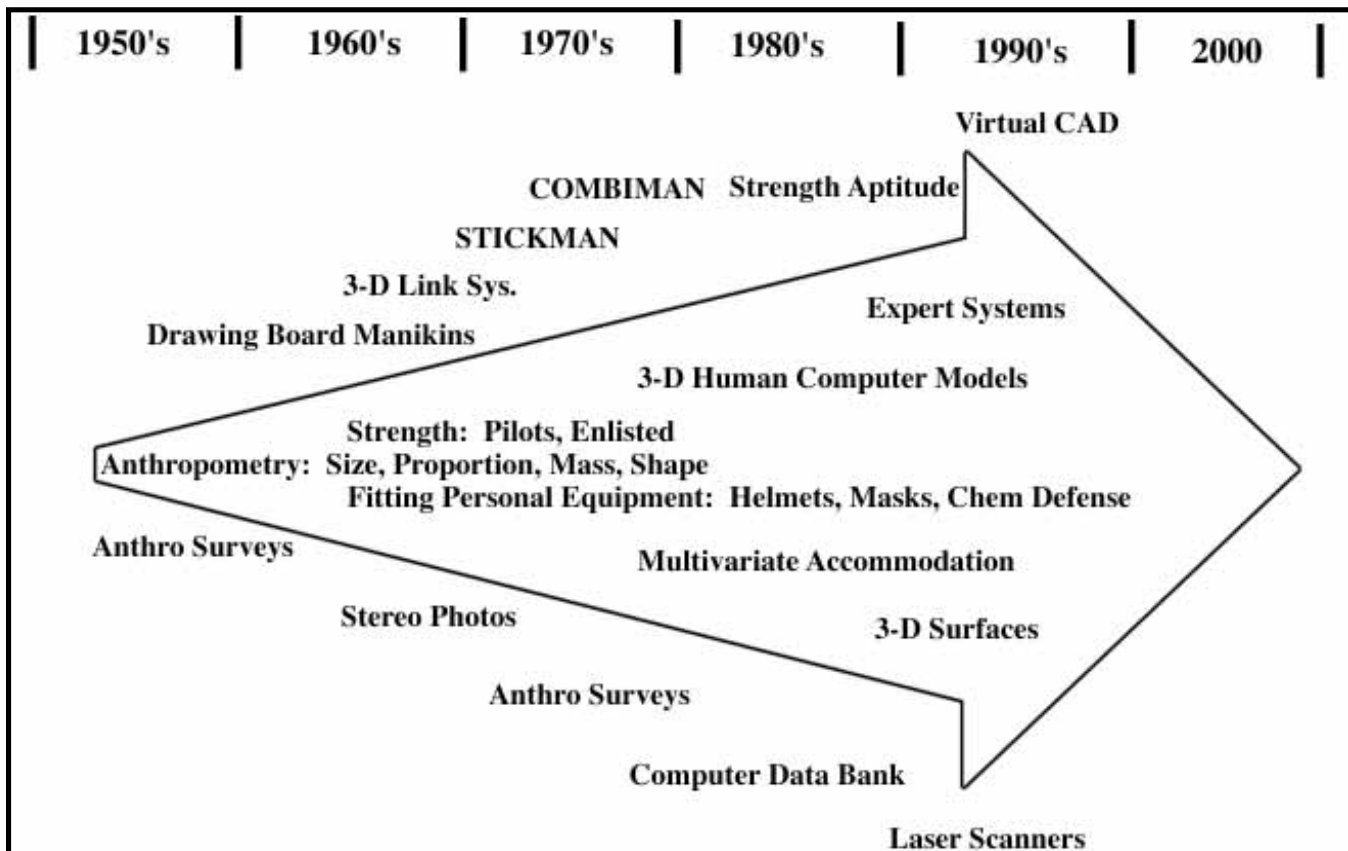 1950's 1960's 1970's 1980's 1990's 2000
Virtual CAD
COMBIMAN Strength Aptitude
STICKMAN
3-D Link Sys.
Expert Systems
Drawing Board Manikins
3-D Human Computer Models
Strength: Pilots, Enlisted
Anthropometry: Size, Proportion, Mass, Shape
Fitting Personal Equipment: Helmets, Masks, Chem Defense
Anthro Surveys
Multivariate Accommodation
Stereo Photos
3-D Surfaces
Anthro Surveys
Computer Data Bank
Laser Scanners